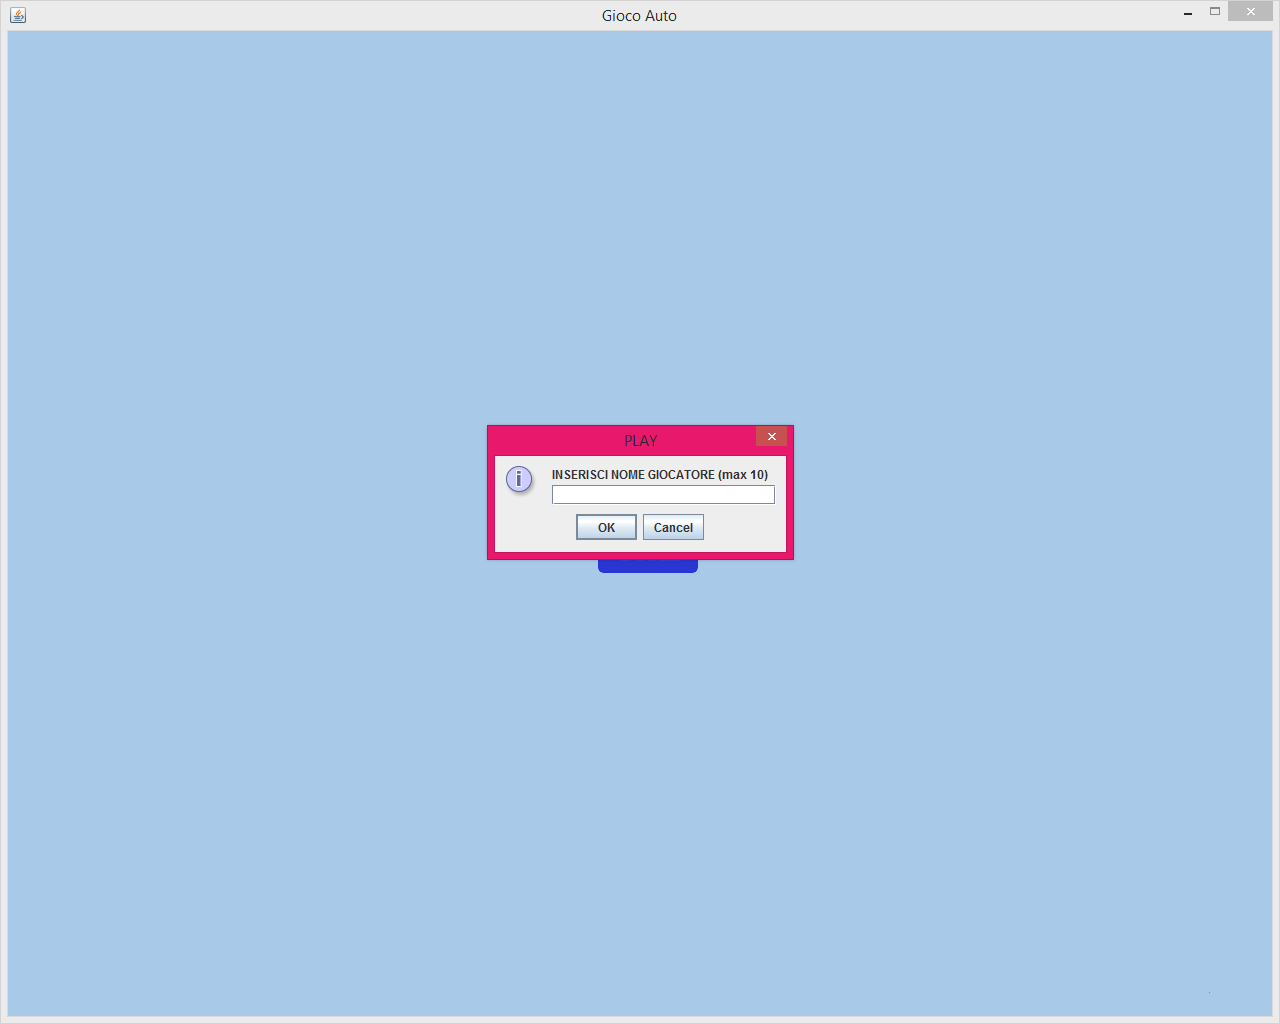 Gioco Auto
PLAY
INSERISCI NOME GIOCATORE (max 10)
OK
Cancel